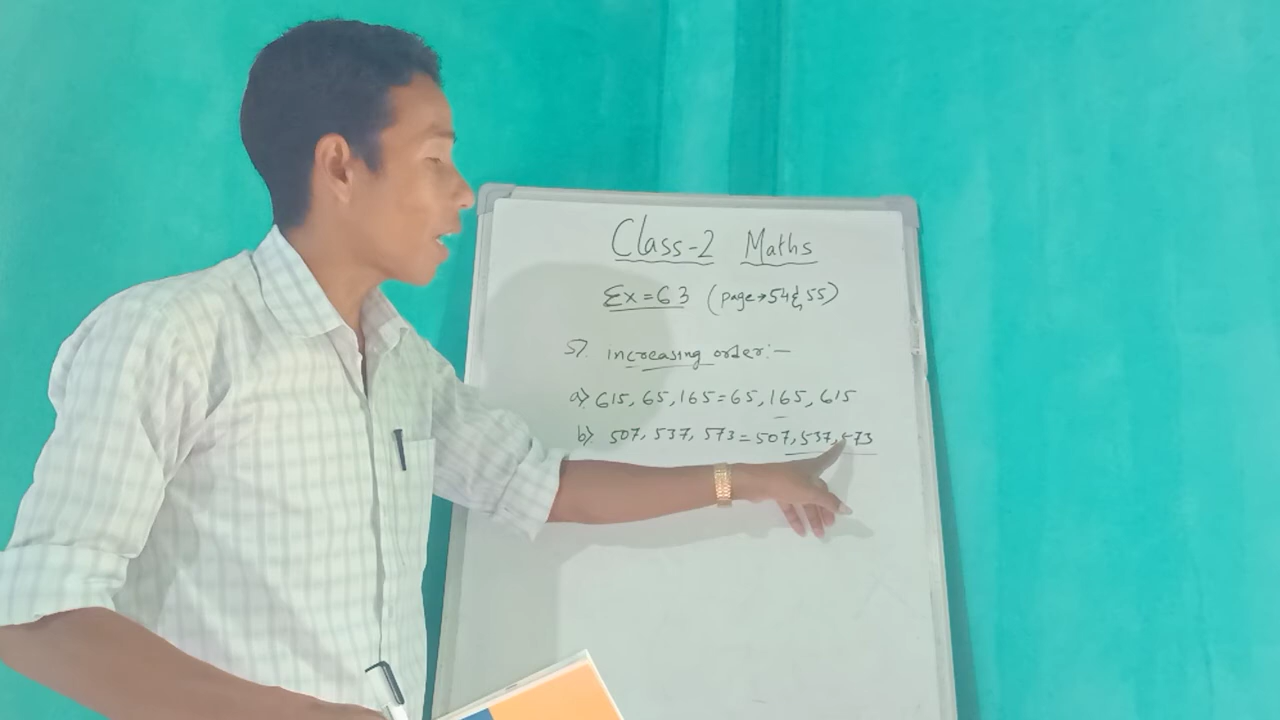 Class-2 Maths
Ex=63 (page→54&55)
5) increasing order:-
a) 615, 65, 165 = 65, 165, 615
b) 507, 537, 573 = 507, 537, 573